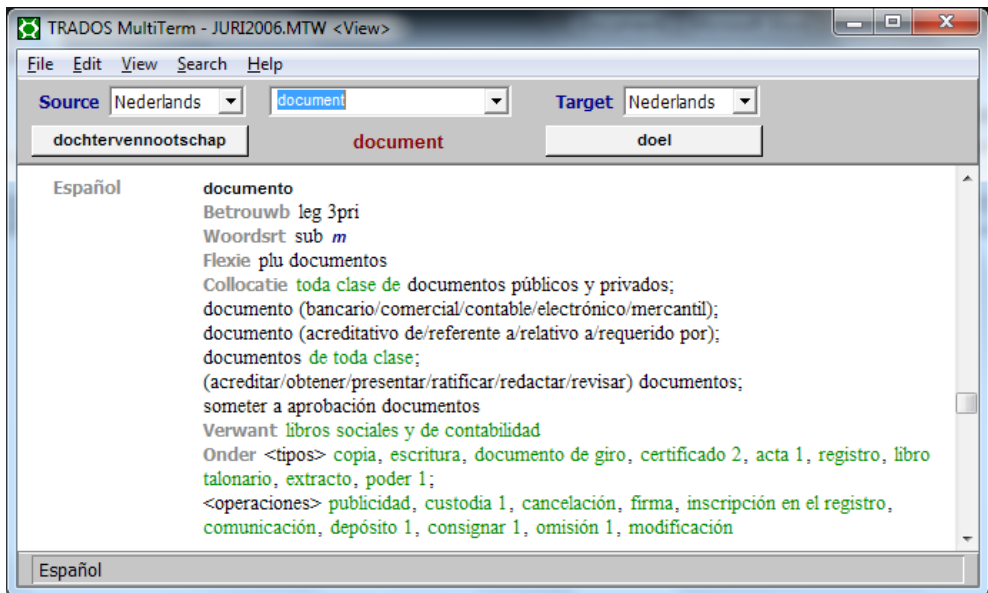 TRADOS MultiTerm - JURI2006.MTW <View>
File Edit View Search Help
Source Nederlands document Target Nederlands
dochtervennootschap document doel
Español documento
Betrouwb leg 3pri
Woordsrt sub m
Flexie plu documentos
Collocatie toda clase de documentos públicos y privados;
documento (bancario/comercial/contable/electrónico/mercantil);
documento (acreditativo de/referente a/relativo a/requerido por);
documentos de toda clase;
(acreditar/obtener/presentar/ratificar/redactar/revisar) documentos;
someter a aprobación documentos
Verwant libros sociales y de contabilidad
Onder <tipos> copia, escritura, documento de giro, certificado 2, acta 1, registro, libro
talonario, extracto, poder 1;
<operaciones> publicidad, custodia 1, cancelación, firma, inscripción en el registro,
comunicación, depósito 1, consignar 1, omisión 1, modificación
Español